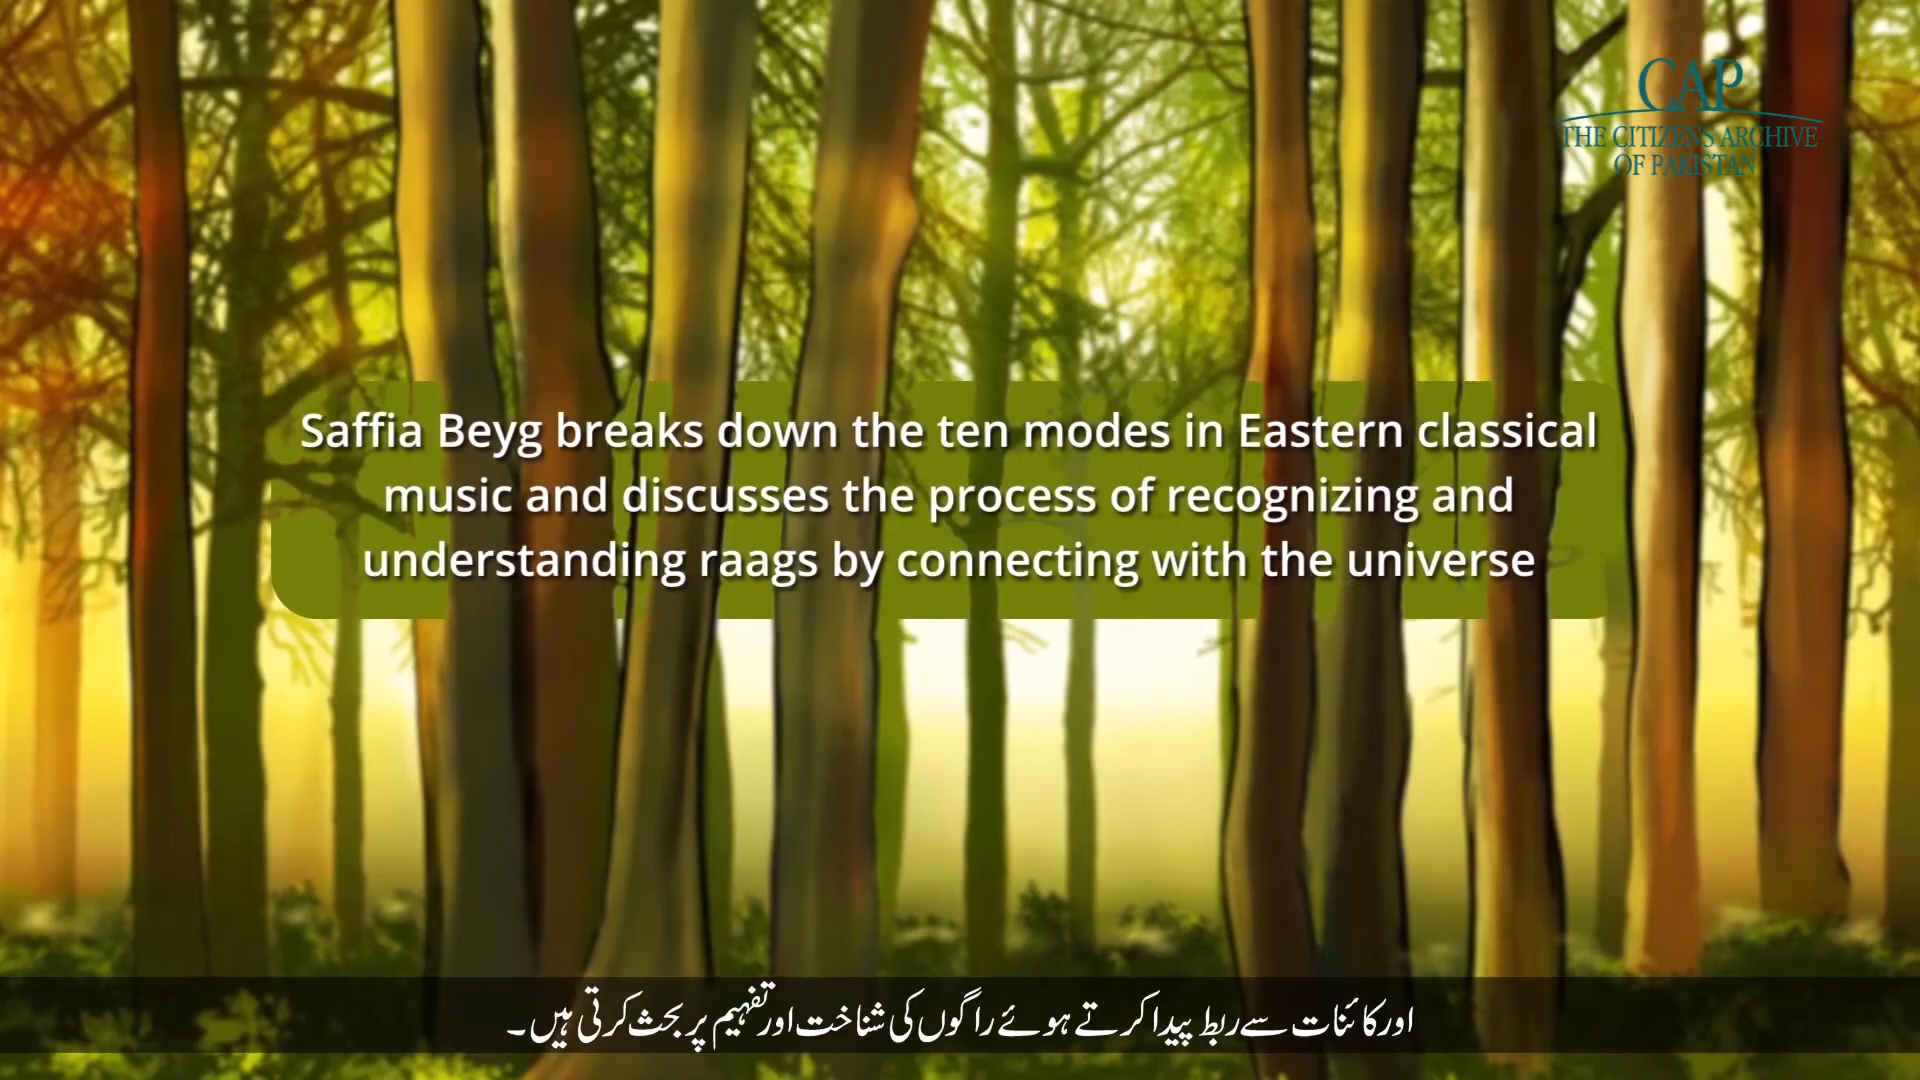 CAP
THE CITIZENS ARCHIVE
OF PAKISTAN
Saffia Beyg breaks down the ten modes in Eastern classical
music and discusses the process of recognizing and
understanding raags by connecting with the universe
اور کائنات سے ربط پیدا کرتے ہوئے راگوں کی شناخت اور تفہیم پر بحث کرتی ہیں۔